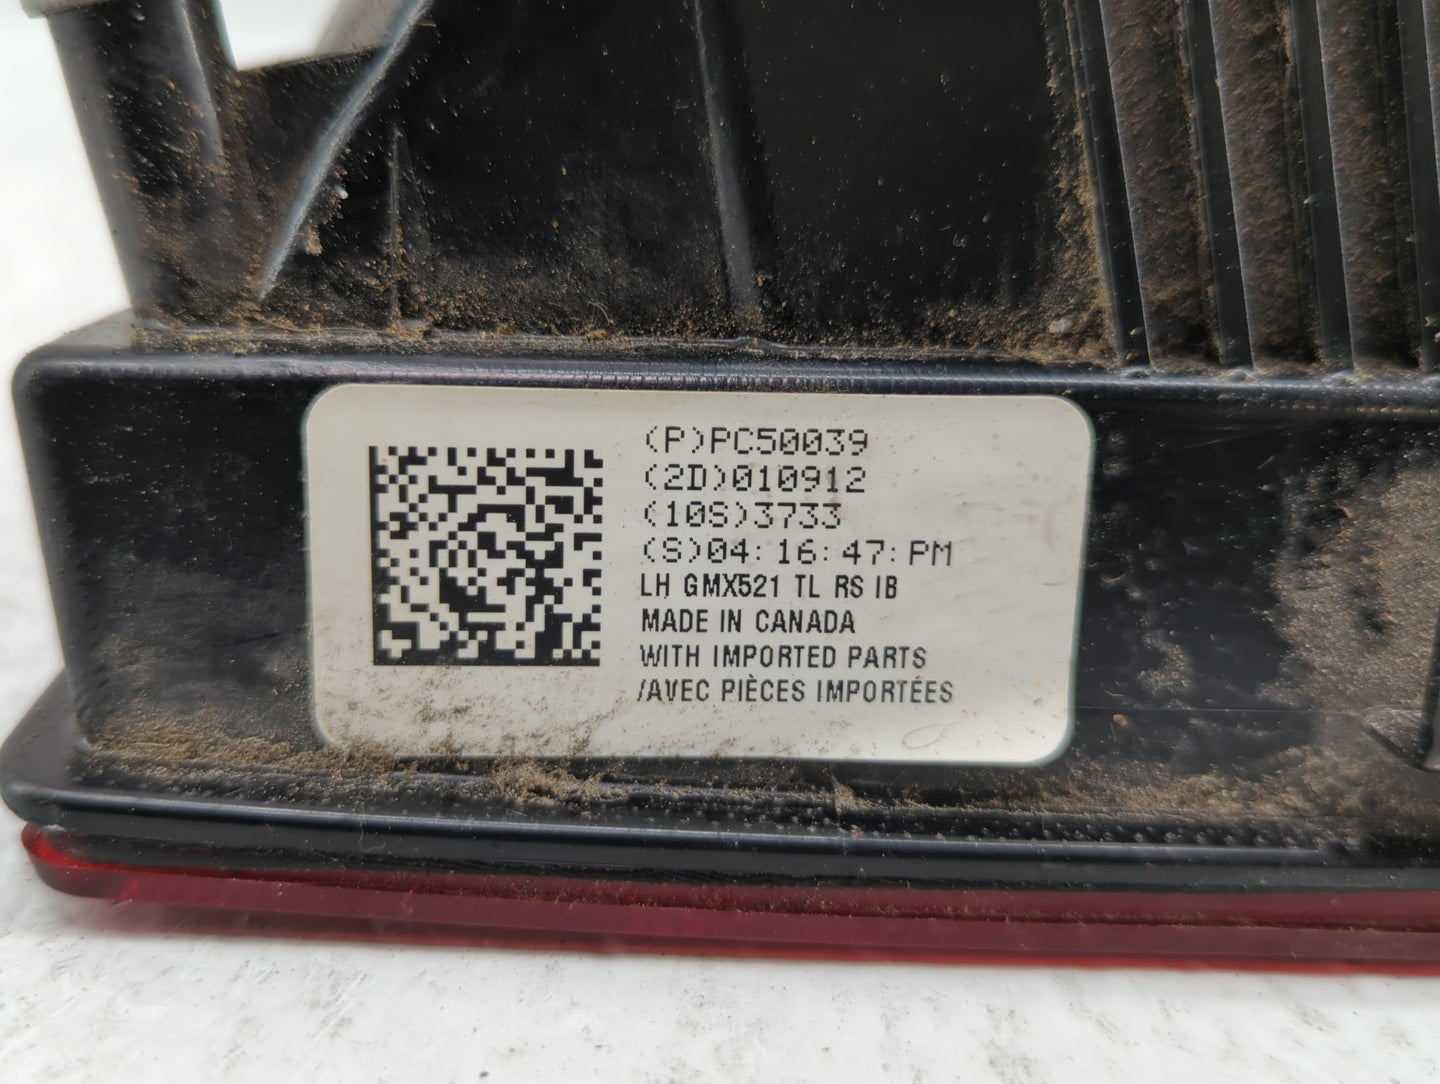 (P)PC50039
(2D)010912
(10S)3733
(S)04:16:47:PM
LH GMX521 TL RS IB
MADE IN CANADA
WITH IMPORTED PARTS
/AVEC PIÈCES IMPORTÉES